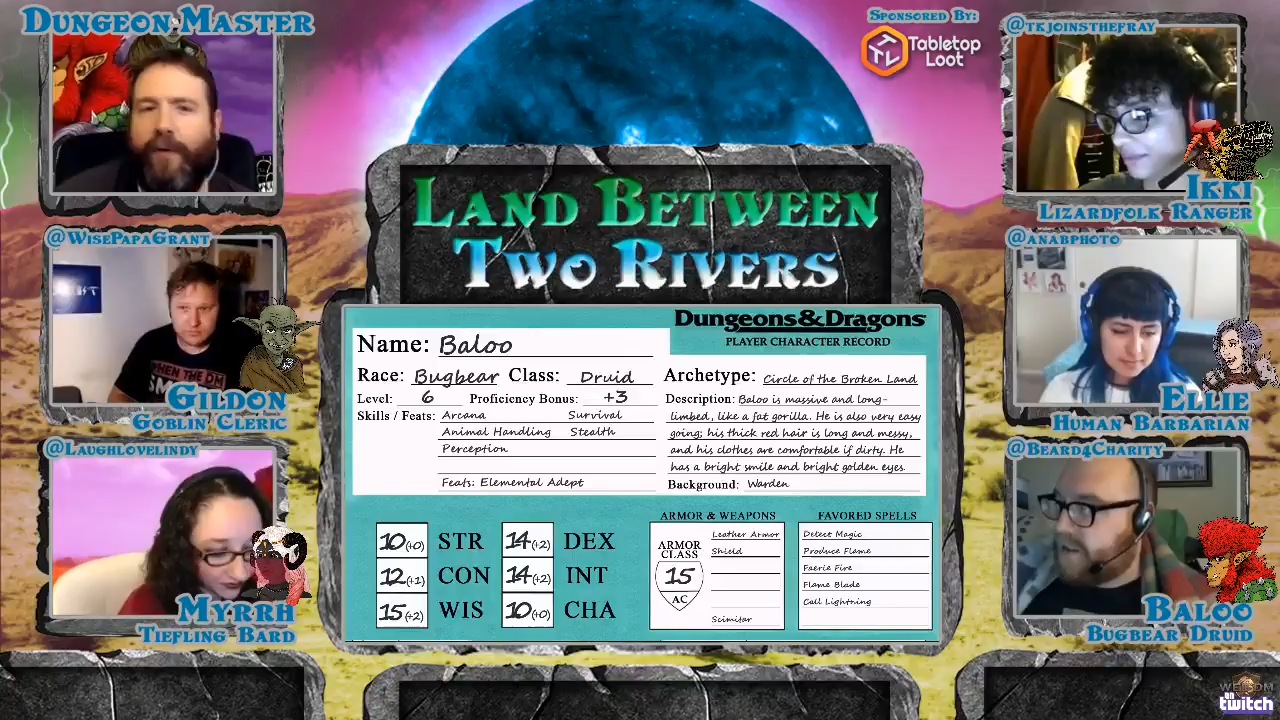 Dungeon Master
Sponsored By:
TTL Tabletop
Loot
@tkjoinsthefray
Ikki
Lizardfolk Ranger
Land Between
Two Rivers
@WisePapaGrant
WHEN THE DM
Gildon
Goblin Cleric
@anabphoto
Ellie
Human Barbarian
@Laughlovelindy
Myrrh
Tiefling Bard
@Beard4Charity
Baloo
Bugbear Druid
Dungeons & Dragons
PLAYER CHARACTER RECORD
Name: Baloo
Race: Bugbear Class: Druid Archetype: Circle of the Broken Land
Level: 6 Proficiency Bonus: +3
Skills / Feats: Arcana Survival
Animal Handling Stealth
Perception
Feats: Elemental Adept
Description: Baloo is massive and long-
limbed, like a fat gorilla. He is also very easy
going; his thick red hair is long and messy,
and his clothes are comfortable if dirty. He
has a bright smile and bright golden eyes.
Background: Warden
10(+0) STR 14(+2) DEX
12(+1) CON 14(+2) INT
15(+2) WIS 10(+0) CHA
ARMOR & WEAPONS
ARMOR
CLASS
15
AC
Leather Armor
Shield
Scimitar
FAVORED SPELLS
Detect Magic
Produce Flame
Faerie Fire
Flame Blade
Call Lightning
on
twitch